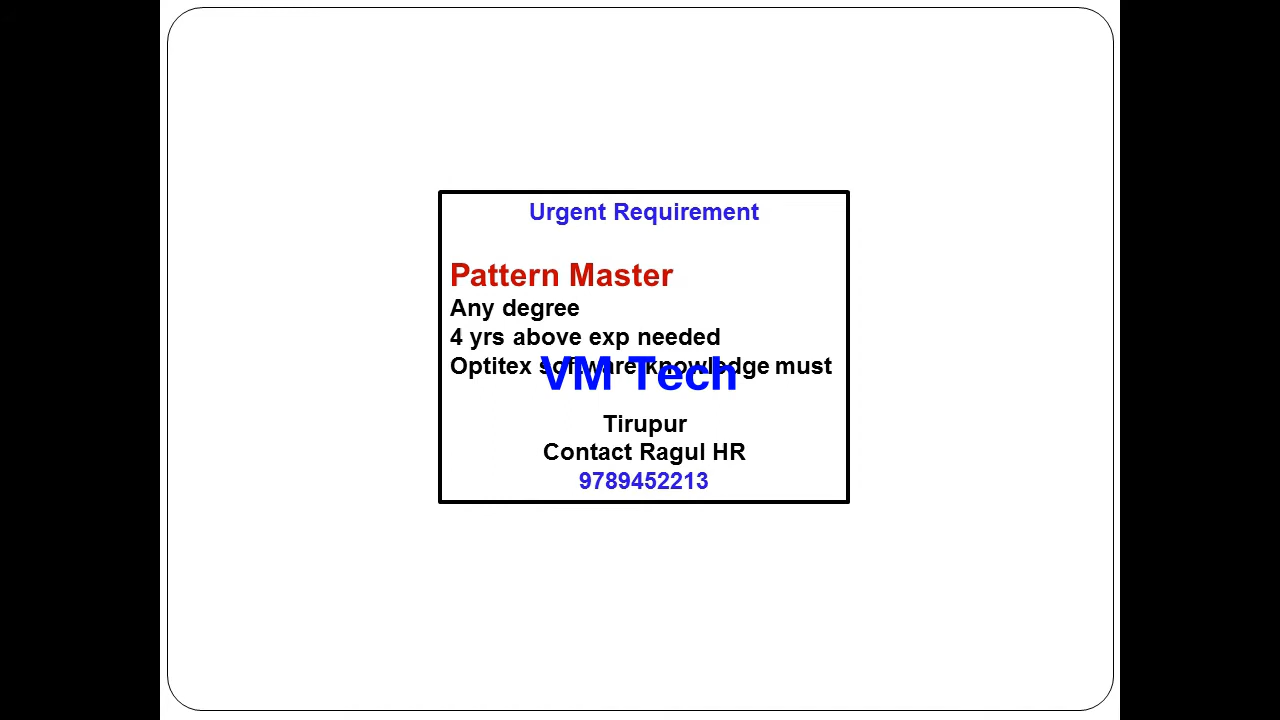 Urgent Requirement
Pattern Master
Any degree
4 yrs above exp needed
Optitex software knowledge must
VM Tech
Tirupur
Contact Ragul HR
9789452213